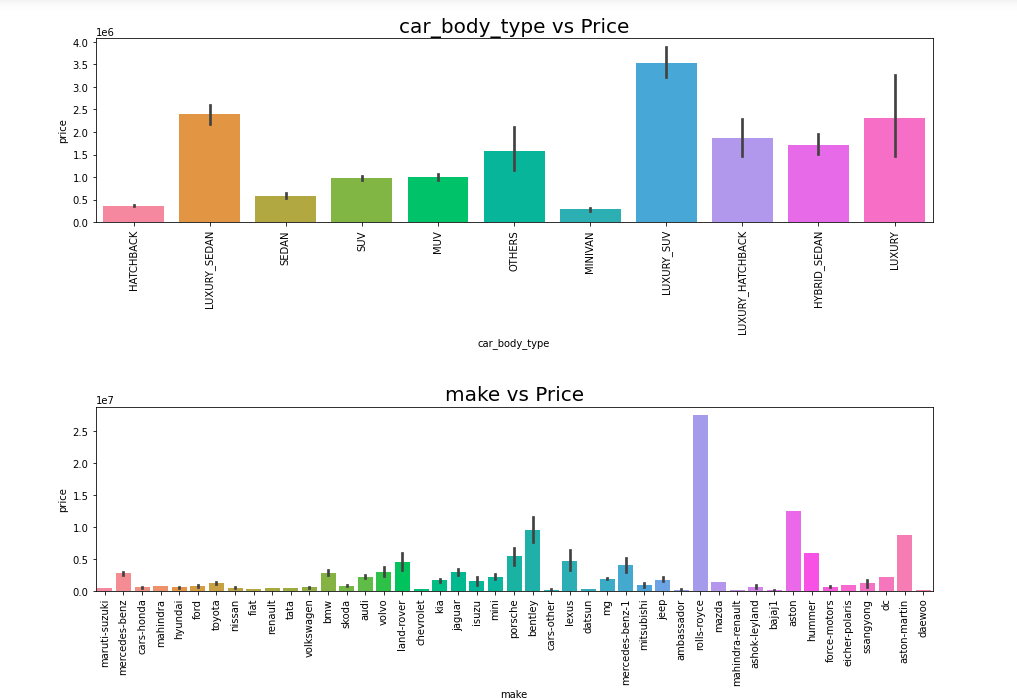 car_body_type vs Price
1e6
4.0
3.5
3.0
2.5
2.0
1.5
1.0
0.5
0.0
price
HATCHBACK
LUXURY_SEDAN
SEDAN
SUV
MUV
OTHERS
MINIVAN
LUXURY_SUV
LUXURY_HATCHBACK
HYBRID_SEDAN
LUXURY
car_body_type
make vs Price
1e7
2.5
2.0
1.5
1.0
0.5
0.0
price
maruti-suzuki
mercedes-benz
cars-honda
mahindra
hyundai
ford
toyota
nissan
fiat
renault
tata
volkswagen
bmw
skoda
audi
volvo
land-rover
chevrolet
kia
jaguar
isuzu
mini
porsche
bentley
cars-other
lexus
datsun
mg
mercedes-benz-1
mitsubishi
jeep
ambassador
rolls-royce
mazda
mahindra-renault
ashok-leyland
bajaj1
aston
hummer
force-motors
eicher-polaris
ssangyong
dc
aston-martin
daewoo
make